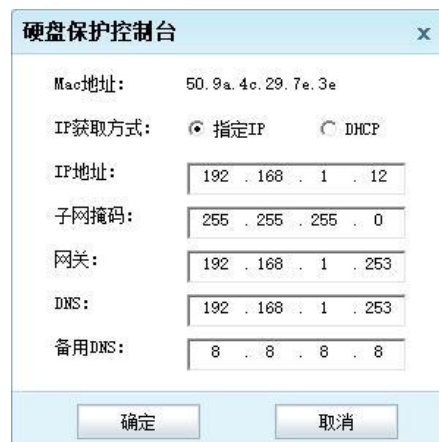 硬盘保护控制台 x
Mac地址: 50.9a.4c.29.7e.3e
IP获取方式: 指定IP DHCP
IP地址: 192 . 168 . 1 . 12
子网掩码: 255 . 255 . 255 . 0
网关: 192 . 168 . 1 . 253
DNS: 192 . 168 . 1 . 253
备用DNS: 8 . 8 . 8 . 8
确定 取消